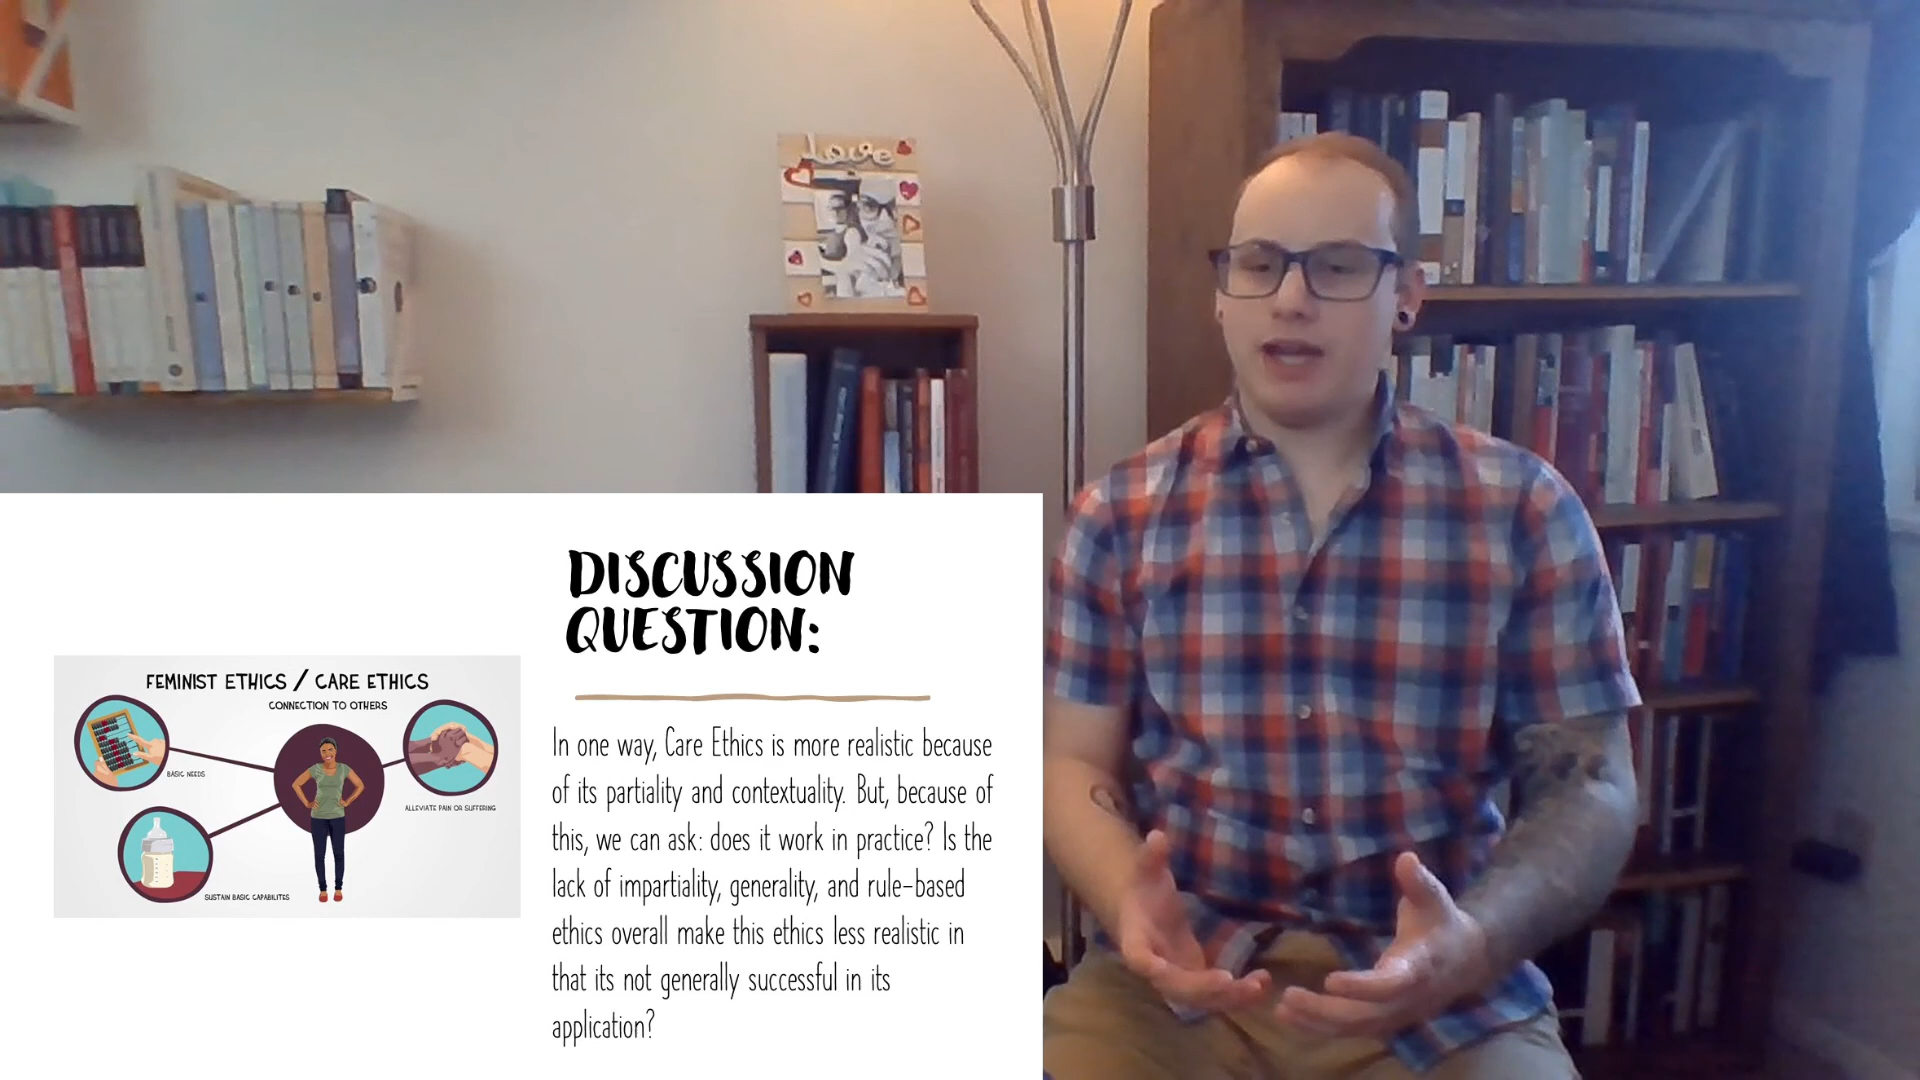 Love
DISCUSSION
QUESTION:
FEMINIST ETHICS / CARE ETHICS
CONNECTION TO OTHERS
BASIC NEEDS
ALLEVIATE PAIN OR SUFFERING
SUSTAIN BASIC CAPABILITES
In one way, Care Ethics is more realistic because
of its partiality and contextuality. But, because of
this, we can ask: does it work in practice? Is the
lack of impartiality, generality, and rule-based
ethics overall make this ethics less realistic in
that its not generally successful in its
application?